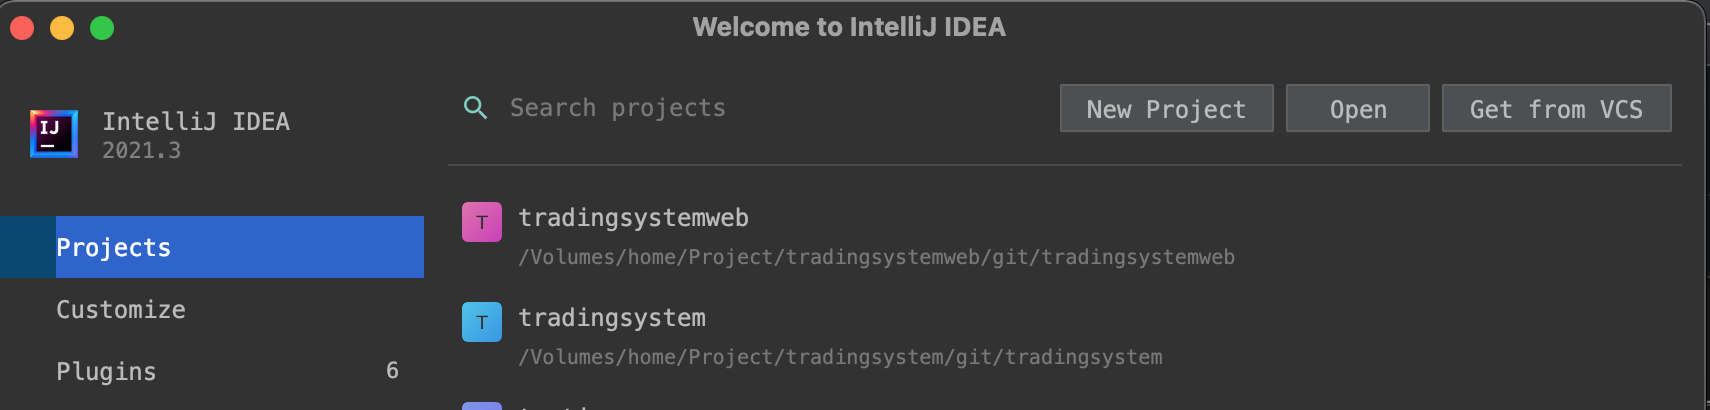 Welcome to IntelliJ IDEA
IJ
IntelliJ IDEA
2021.3
Search projects
New Project
Open
Get from VCS
Projects
Customize
Plugins 6
T
tradingsystemweb
/Volumes/home/Project/tradingsystemweb/git/tradingsystemweb
T
tradingsystem
/Volumes/home/Project/tradingsystem/git/tradingsystem